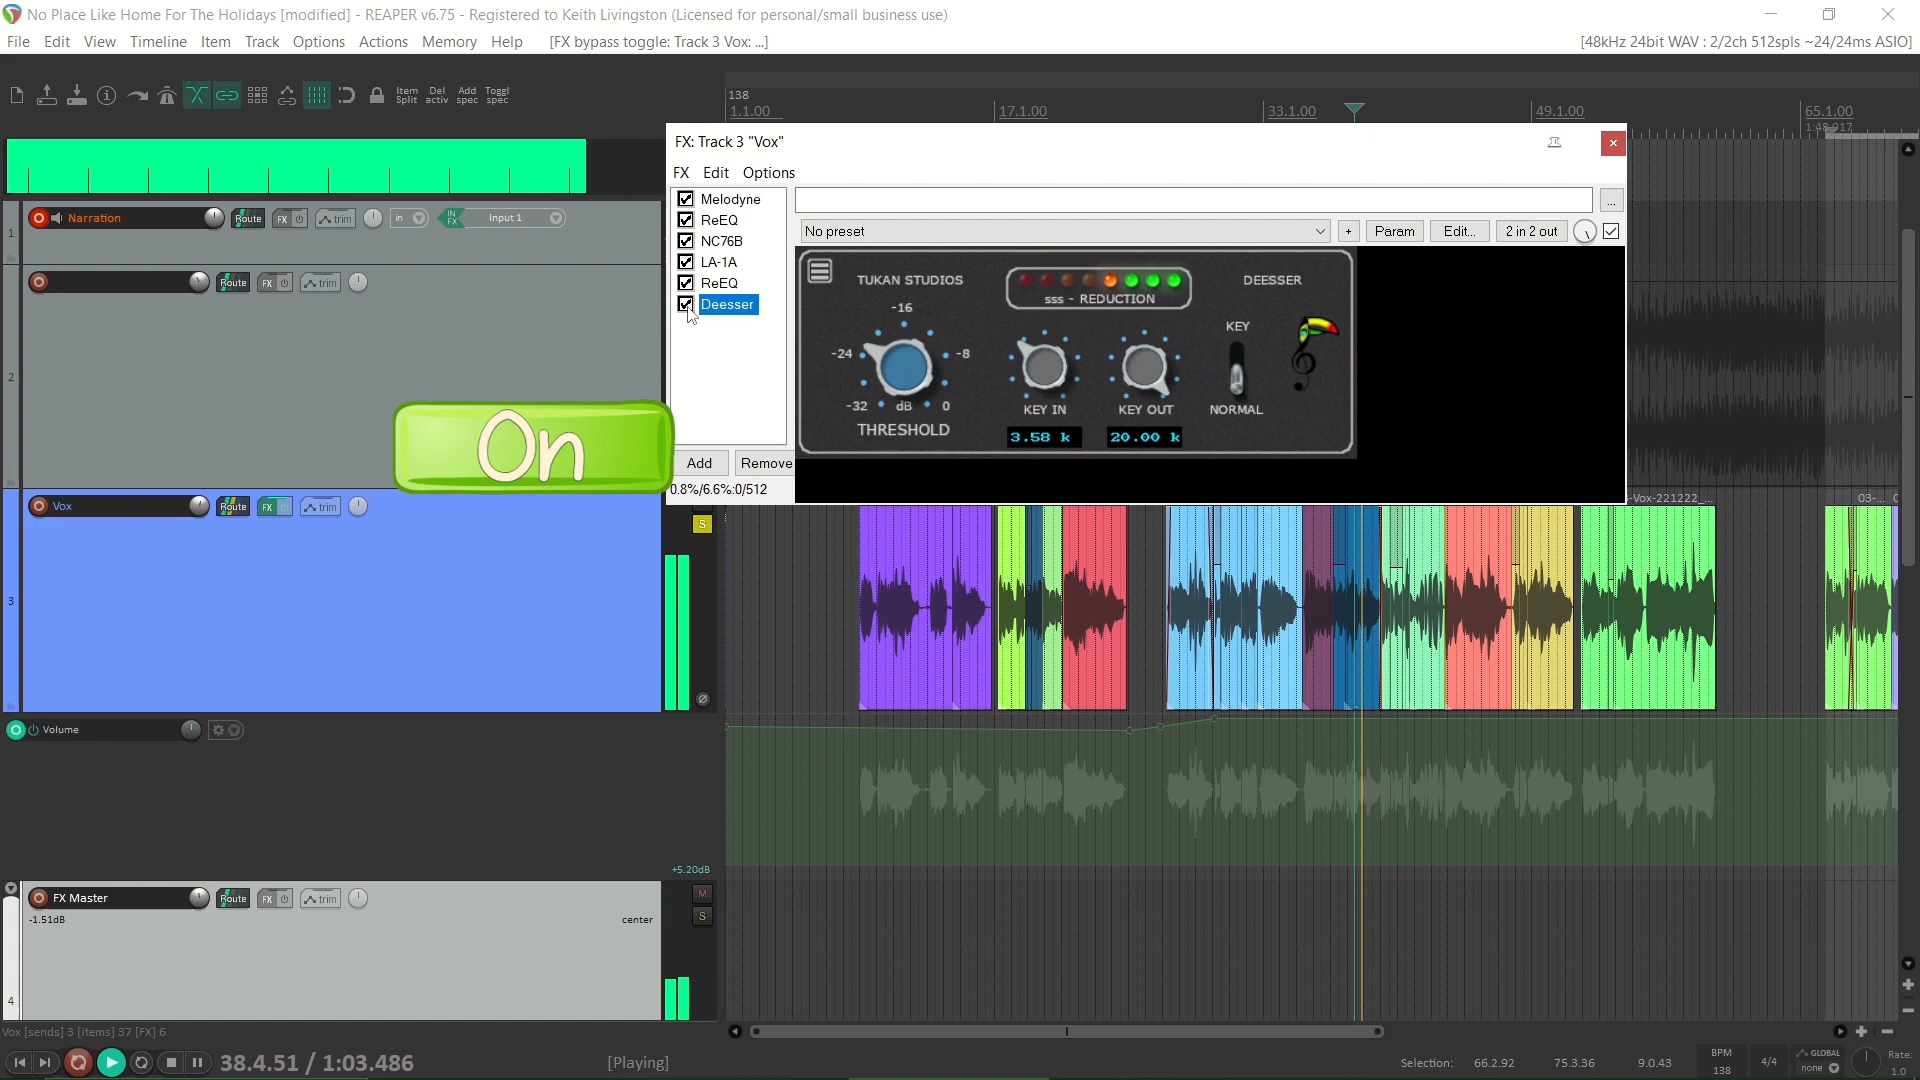 No Place Like Home For The Holidays [modified] - REAPER v6.75 - Registered to Keith Livingston (Licensed for personal/small business use)
File Edit View Timeline Item Track Options Actions Memory Help [FX bypass toggle: Track 3 Vox: ...] [48kHz 24bit WAV : 2/2ch 512spls ~24/24ms ASIO]
Item Split Del activ Add spec Toggl spec
138
1.1.00 17.1.00 33.1.00 49.1.00 65.1.00
1:48.917
FX: Track 3 "Vox"
FX Edit Options
Melodyne
ReEQ
NC76B
LA-1A
ReEQ
Deesser
Add Remove
0.8%/6.6%:0/512
...
No preset + Param Edit... 2 in 2 out
TUKAN STUDIOS
sss - REDUCTION
DEESSER
-16
-24 -8
-32 dB 0
THRESHOLD
KEY IN
3.58 k
KEY OUT
20.00 k
KEY
NORMAL
1 Narration Route FX trim in IN FX Input 1
2 Route FX trim
On
3 Vox Route FX trim
S
-Vox-221222_...
03-...
Volume
+5.20dB
FX Master Route FX trim M
-1.51dB center S
4
Vox [sends] 3 [items] 37 [FX] 6
38.4.51 / 1:03.486 [Playing] Selection: 66.2.92 75.3.36 9.0.43 BPM 138 4/4 GLOBAL none Rate: 1.0